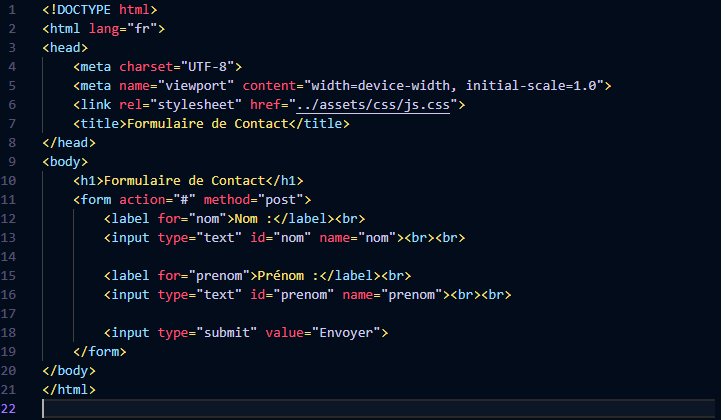 1 <!DOCTYPE html>
2 <html lang="fr">
3 <head>
4     <meta charset="UTF-8">
5     <meta name="viewport" content="width=device-width, initial-scale=1.0">
6     <link rel="stylesheet" href="../assets/css/js.css">
7     <title>Formulaire de Contact</title>
8 </head>
9 <body>
10     <h1>Formulaire de Contact</h1>
11     <form action="#" method="post">
12         <label for="nom">Nom :</label><br>
13         <input type="text" id="nom" name="nom"><br><br>
14
15         <label for="prenom">Prénom :</label><br>
16         <input type="text" id="prenom" name="prenom"><br><br>
17
18         <input type="submit" value="Envoyer">
19     </form>
20 </body>
21 </html>
22